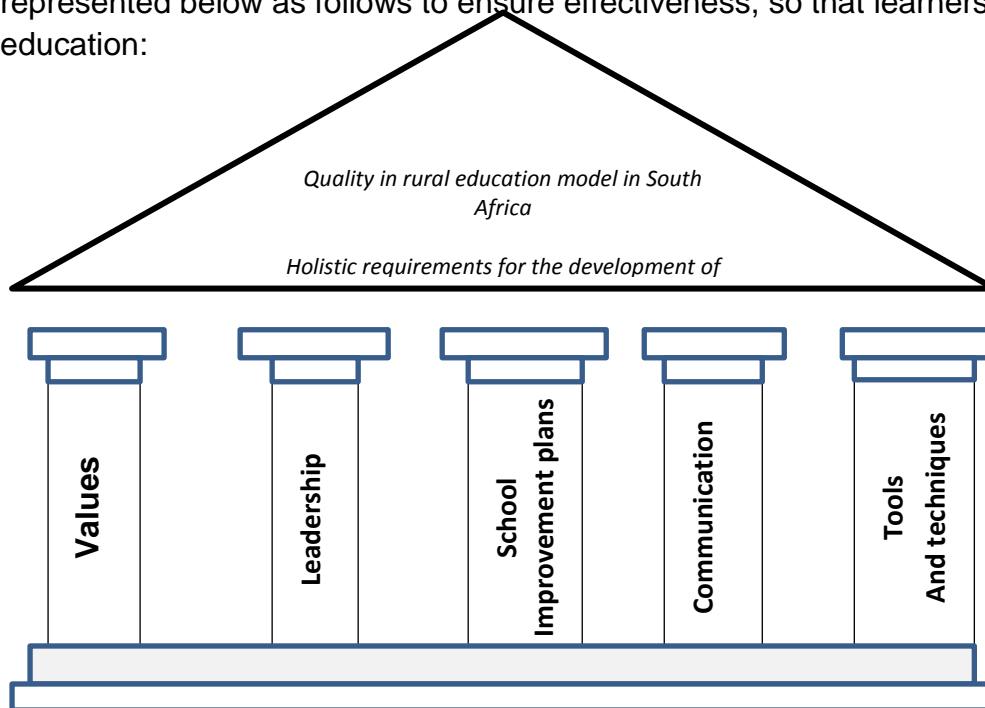 represented below as follows to ensure effectiveness, so that learners
education:
Quality in rural education model in South
Africa
Holistic requirements for the development of
Values
Leadership
School
Improvement plans
Communication
Tools
And techniques